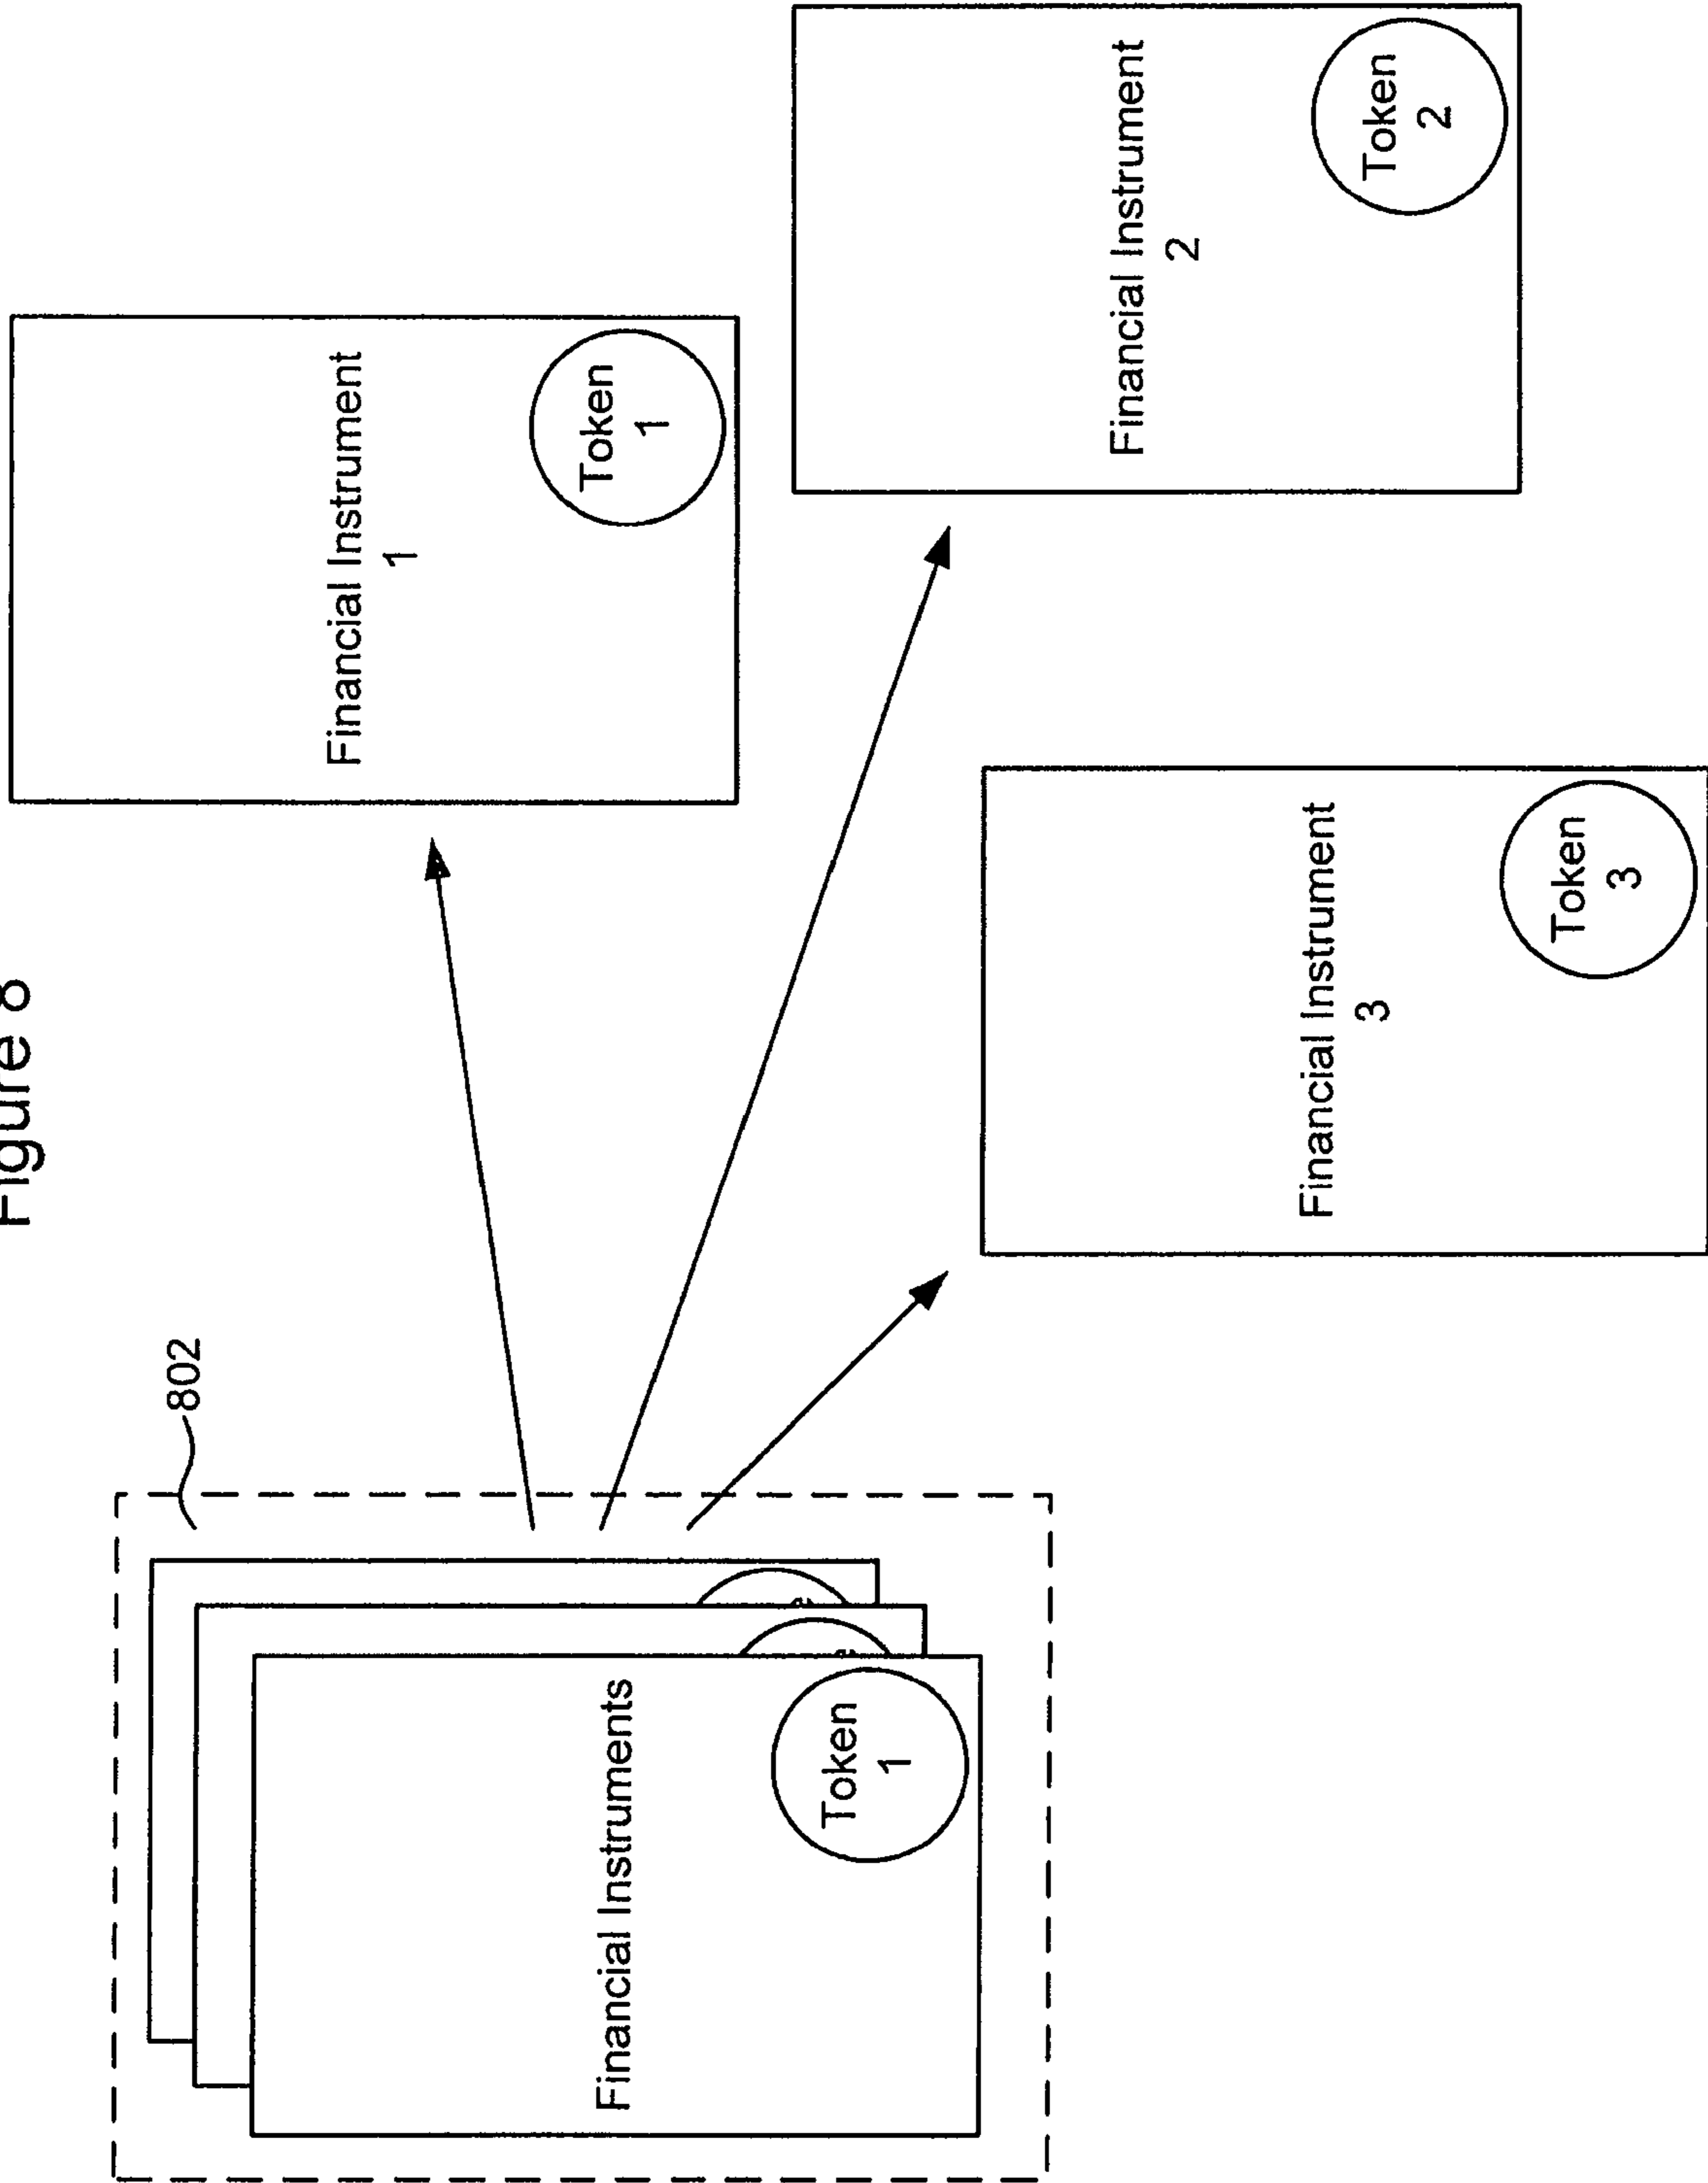 Figure 8
802
Financial Instruments
Token
1
Financial Instrument
1
Token
1
Financial Instrument
2
Token
2
Financial Instrument
3
Token
3